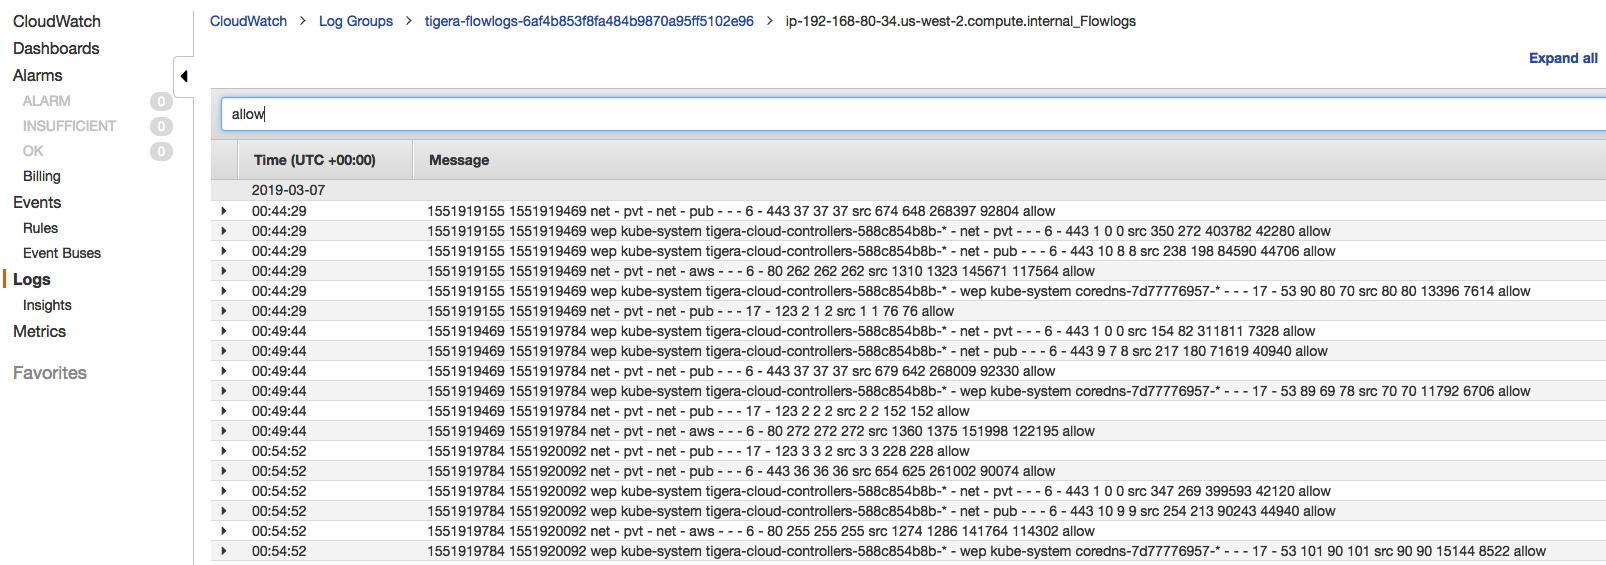 CloudWatch
Dashboards
Alarms
ALARM 0
INSUFFICIENT 0
OK 0
Billing
Events
Rules
Event Buses
Logs
Insights
Metrics
Favorites
CloudWatch > Log Groups > tigera-flowlogs-6af4b853f8fa484b9870a95ff5102e96 > ip-192-168-80-34.us-west-2.compute.internal_Flowlogs
Expand all
allow
Time (UTC +00:00) Message
2019-03-07
00:44:29 1551919155 1551919469 net - pvt - net - pub - - - 6 - 443 37 37 37 src 674 648 268397 92804 allow
00:44:29 1551919155 1551919469 wep kube-system tigera-cloud-controllers-588c854b8b-* - net - pvt - - - 6 - 443 1 0 0 src 350 272 403782 42280 allow
00:44:29 1551919155 1551919469 wep kube-system tigera-cloud-controllers-588c854b8b-* - net - pub - - - 6 - 443 10 8 8 src 238 198 84590 44706 allow
00:44:29 1551919155 1551919469 net - pvt - net - aws - - - 6 - 80 262 262 262 src 1310 1323 145671 117564 allow
00:44:29 1551919155 1551919469 wep kube-system tigera-cloud-controllers-588c854b8b-* - wep kube-system coredns-7d77776957-* - - - 17 - 53 90 80 70 src 80 80 13396 7614 allow
00:44:29 1551919155 1551919469 net - pvt - net - pub - - - 17 - 123 2 1 2 src 1 1 76 76 allow
00:49:44 1551919469 1551919784 wep kube-system tigera-cloud-controllers-588c854b8b-* - net - pvt - - - 6 - 443 1 0 0 src 154 82 311811 7328 allow
00:49:44 1551919469 1551919784 wep kube-system tigera-cloud-controllers-588c854b8b-* - net - pub - - - 6 - 443 9 7 8 src 217 180 71619 40940 allow
00:49:44 1551919469 1551919784 net - pvt - net - pub - - - 6 - 443 37 37 37 src 679 642 268009 92330 allow
00:49:44 1551919469 1551919784 wep kube-system tigera-cloud-controllers-588c854b8b-* - wep kube-system coredns-7d77776957-* - - - 17 - 53 89 69 78 src 70 70 11792 6706 allow
00:49:44 1551919469 1551919784 net - pvt - net - pub - - - 17 - 123 2 2 2 src 2 2 152 152 allow
00:49:44 1551919469 1551919784 net - pvt - net - aws - - - 6 - 80 272 272 272 src 1360 1375 151998 122195 allow
00:54:52 1551919784 1551920092 net - pvt - net - pub - - - 17 - 123 3 3 2 src 3 3 228 228 allow
00:54:52 1551919784 1551920092 net - pvt - net - pub - - - 6 - 443 36 36 36 src 654 625 261002 90074 allow
00:54:52 1551919784 1551920092 wep kube-system tigera-cloud-controllers-588c854b8b-* - net - pvt - - - 6 - 443 1 0 0 src 347 269 399593 42120 allow
00:54:52 1551919784 1551920092 wep kube-system tigera-cloud-controllers-588c854b8b-* - net - pub - - - 6 - 443 10 9 9 src 254 213 90243 44940 allow
00:54:52 1551919784 1551920092 net - pvt - net - aws - - - 6 - 80 255 255 255 src 1274 1286 141764 114302 allow
00:54:52 1551919784 1551920092 wep kube-system tigera-cloud-controllers-588c854b8b-* - wep kube-system coredns-7d77776957-* - - - 17 - 53 101 90 101 src 90 90 15144 8522 allow